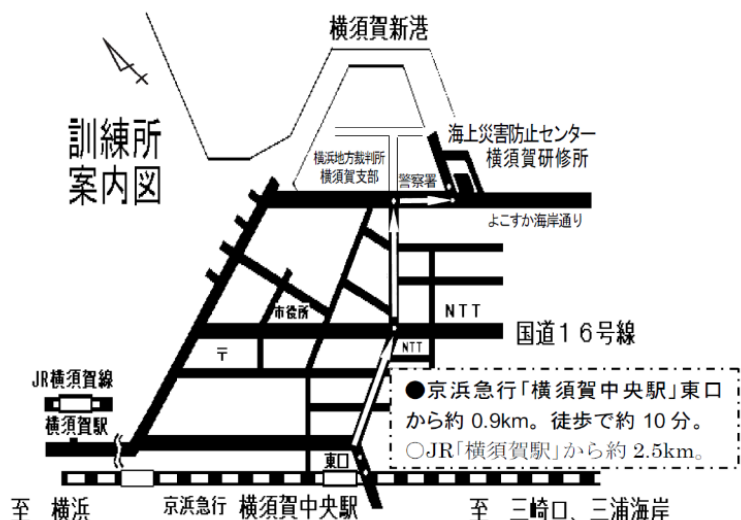 横須賀新港
訓練所
案内図
海上災害防止センター
横須賀研修所
横浜地方裁判所
横須賀支部
警察署
よこすか海岸通り
市役所
NTT
国道16号線
〒
NTT
JR横須賀線
横須賀駅
●京浜急行「横須賀中央駅」東口
から約 0.9km。徒歩で約 10 分。
○JR「横須賀駅」から約 2.5km。
東口
至 横浜
京浜急行 横須賀中央駅
至 三崎口、三浦海岸